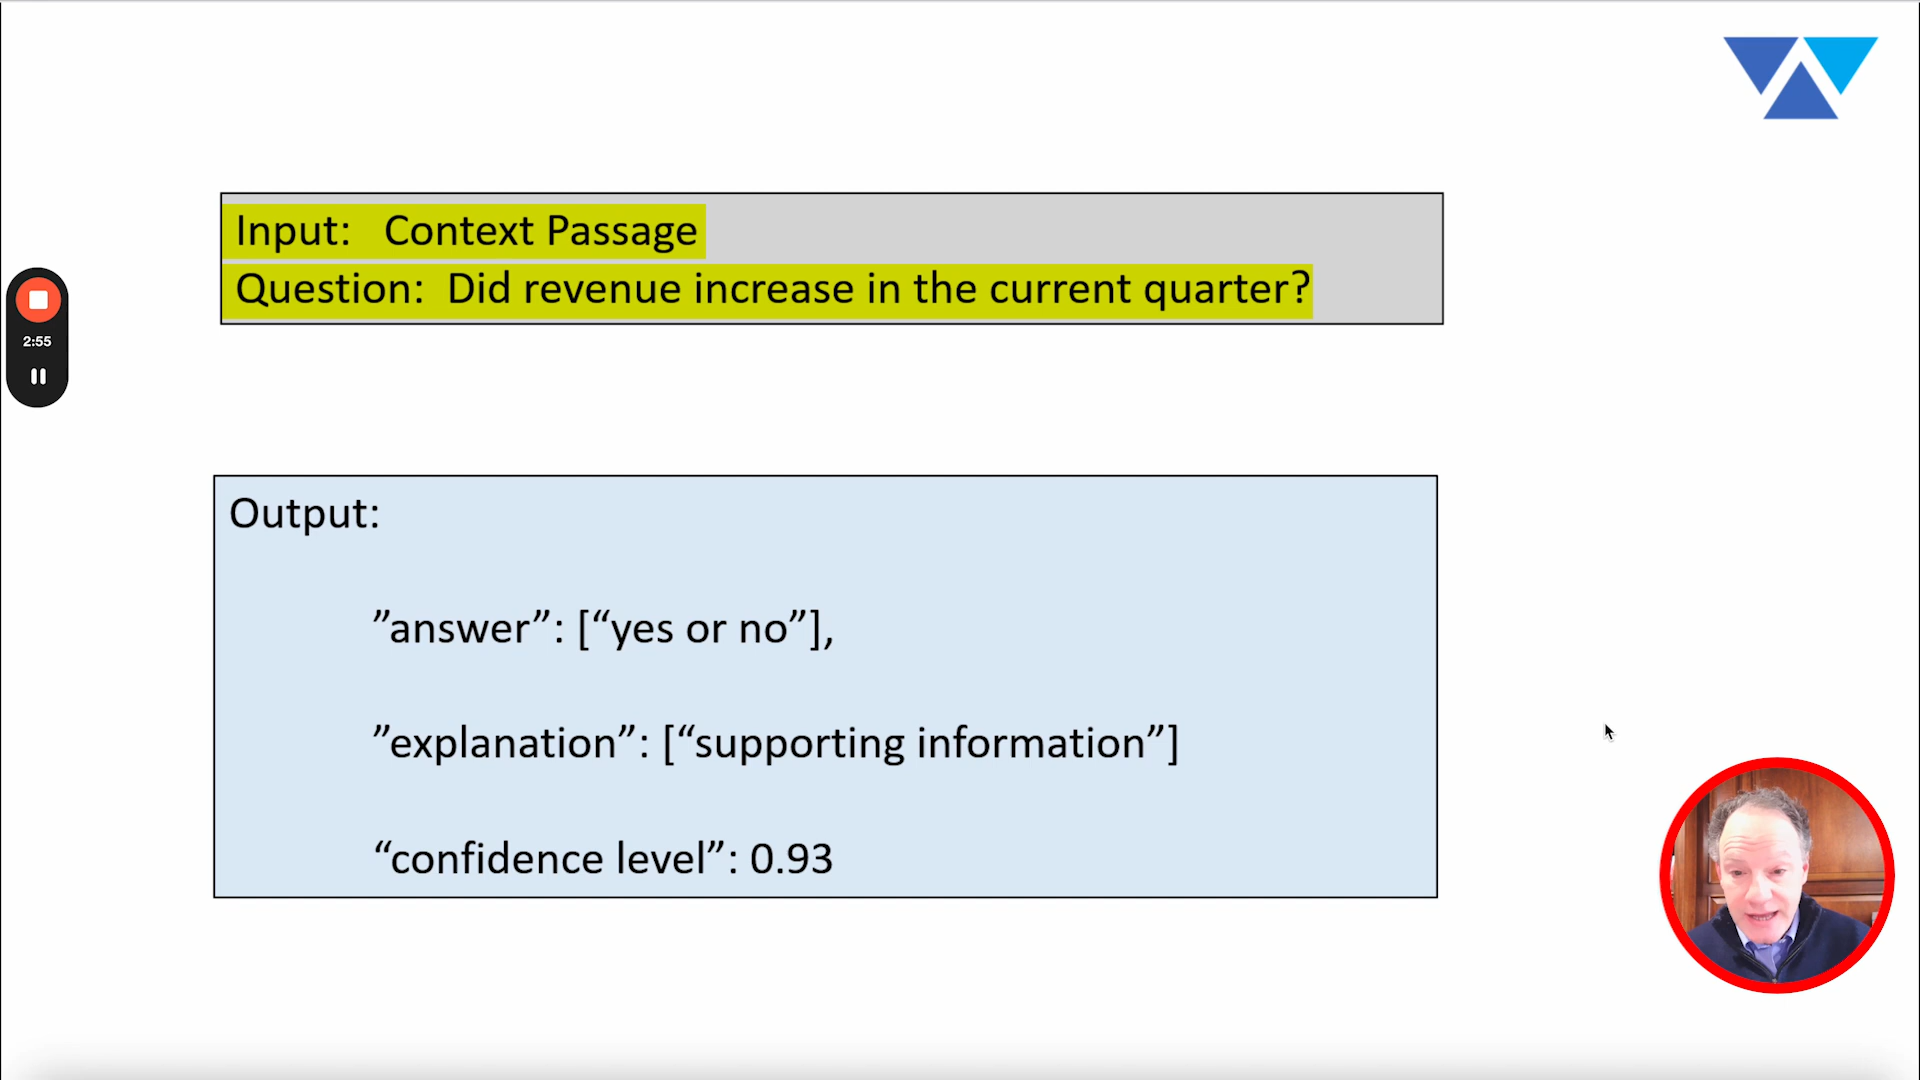 Input: Context Passage
Question: Did revenue increase in the current quarter?
2:55
Output:
”answer”: [“yes or no”],
”explanation”: [“supporting information”]
“confidence level”: 0.93